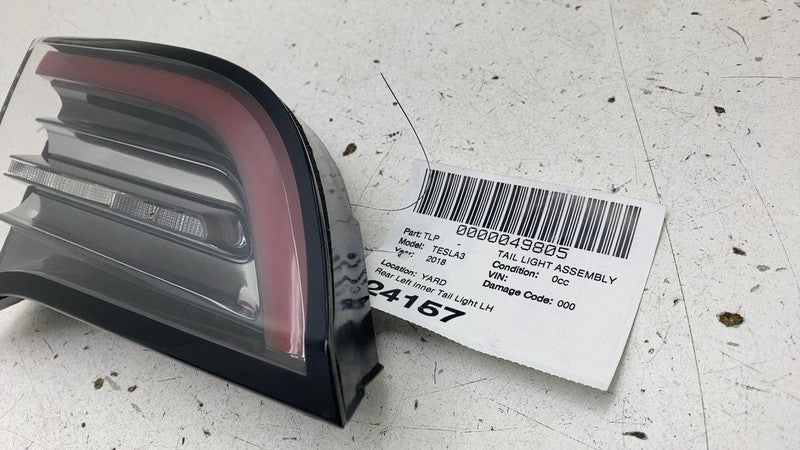 0000049805
Part: TLP - TAIL LIGHT ASSEMBLY
Model: TESLA3 Condition: 0cc
Year: 2018 VIN:
Damage Code: 000
Location: YARD
Rear Left Inner Tail Light LH
24157